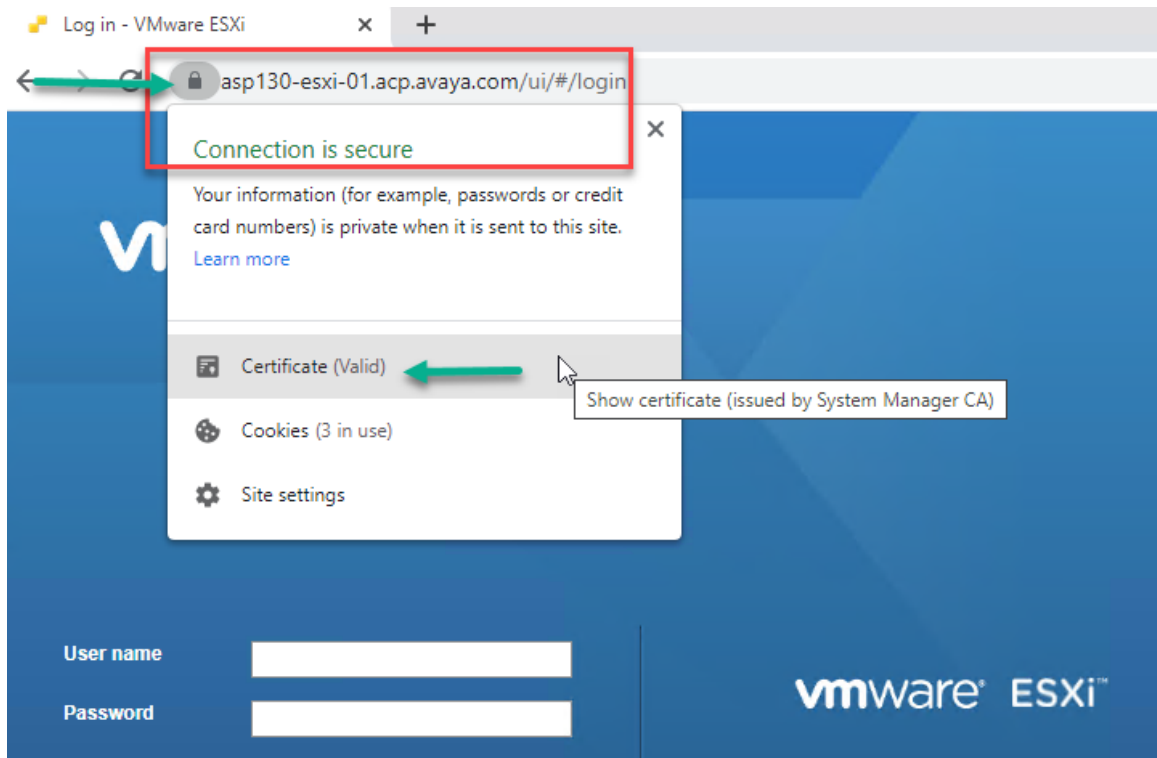 Log in - VMware ESXi
asp130-esxi-01.acp.avaya.com/ui/#/login
Connection is secure
Your information (for example, passwords or credit
card numbers) is private when it is sent to this site.
Learn more
Certificate (Valid)
Show certificate (issued by System Manager CA)
Cookies (3 in use)
Site settings
User name
Password
vmware® ESXi™